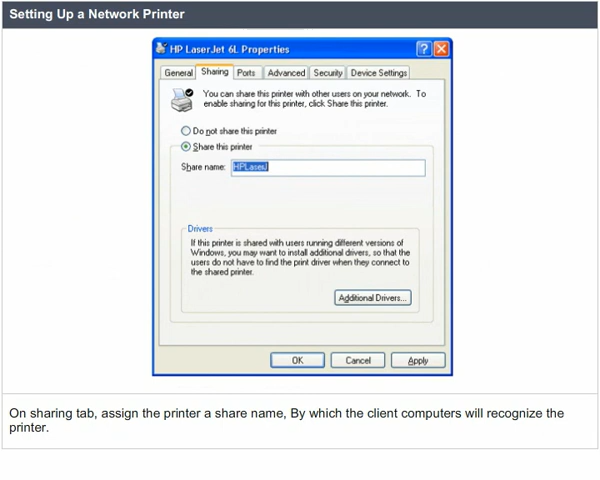 Setting Up a Network Printer
HP LaserJet 6L Properties
General Sharing Ports Advanced Security Device Settings
You can share this printer with other users on your network. To
enable sharing for this printer, click Share this printer.
Do not share this printer
Share this printer
Share name: HPLaserJ
Drivers
If this printer is shared with users running different versions of
Windows, you may want to install additional drivers, so that the
users do not have to find the print driver when they connect to
the shared printer.
Additional Drivers...
OK Cancel Apply
On sharing tab, assign the printer a share name, By which the client computers will recognize the
printer.